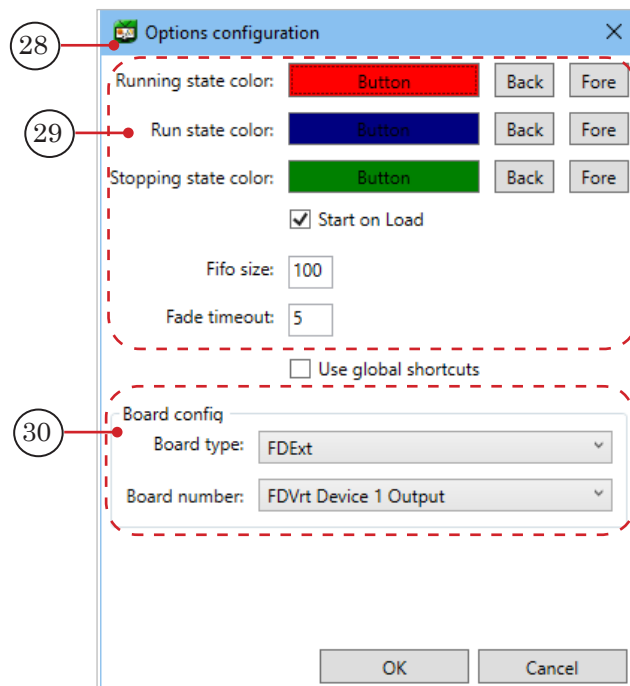 28
Options configuration
Running state color: Button Back Fore
29
Run state color: Button Back Fore
Stopping state color: Button Back Fore
Start on Load
Fifo size: 100
Fade timeout: 5
Use global shortcuts
30
Board config
Board type: FDExt
Board number: FDVrt Device 1 Output
OK Cancel